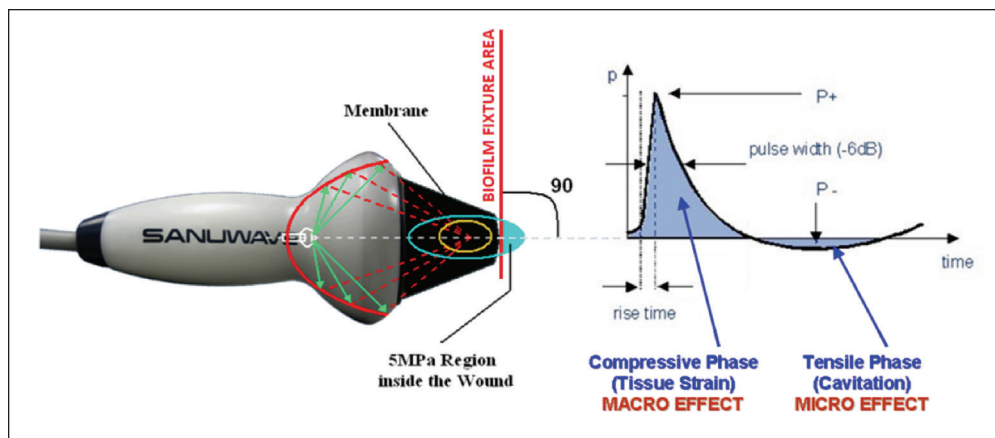 Membrane
BIOFILM FIXTURE AREA
90
SANUWAVE
5MPa Region
inside the Wound
p
P+
pulse width (-6dB)
P-
time
rise time
Compressive Phase
(Tissue Strain)
MACRO EFFECT
Tensile Phase
(Cavitation)
MICRO EFFECT